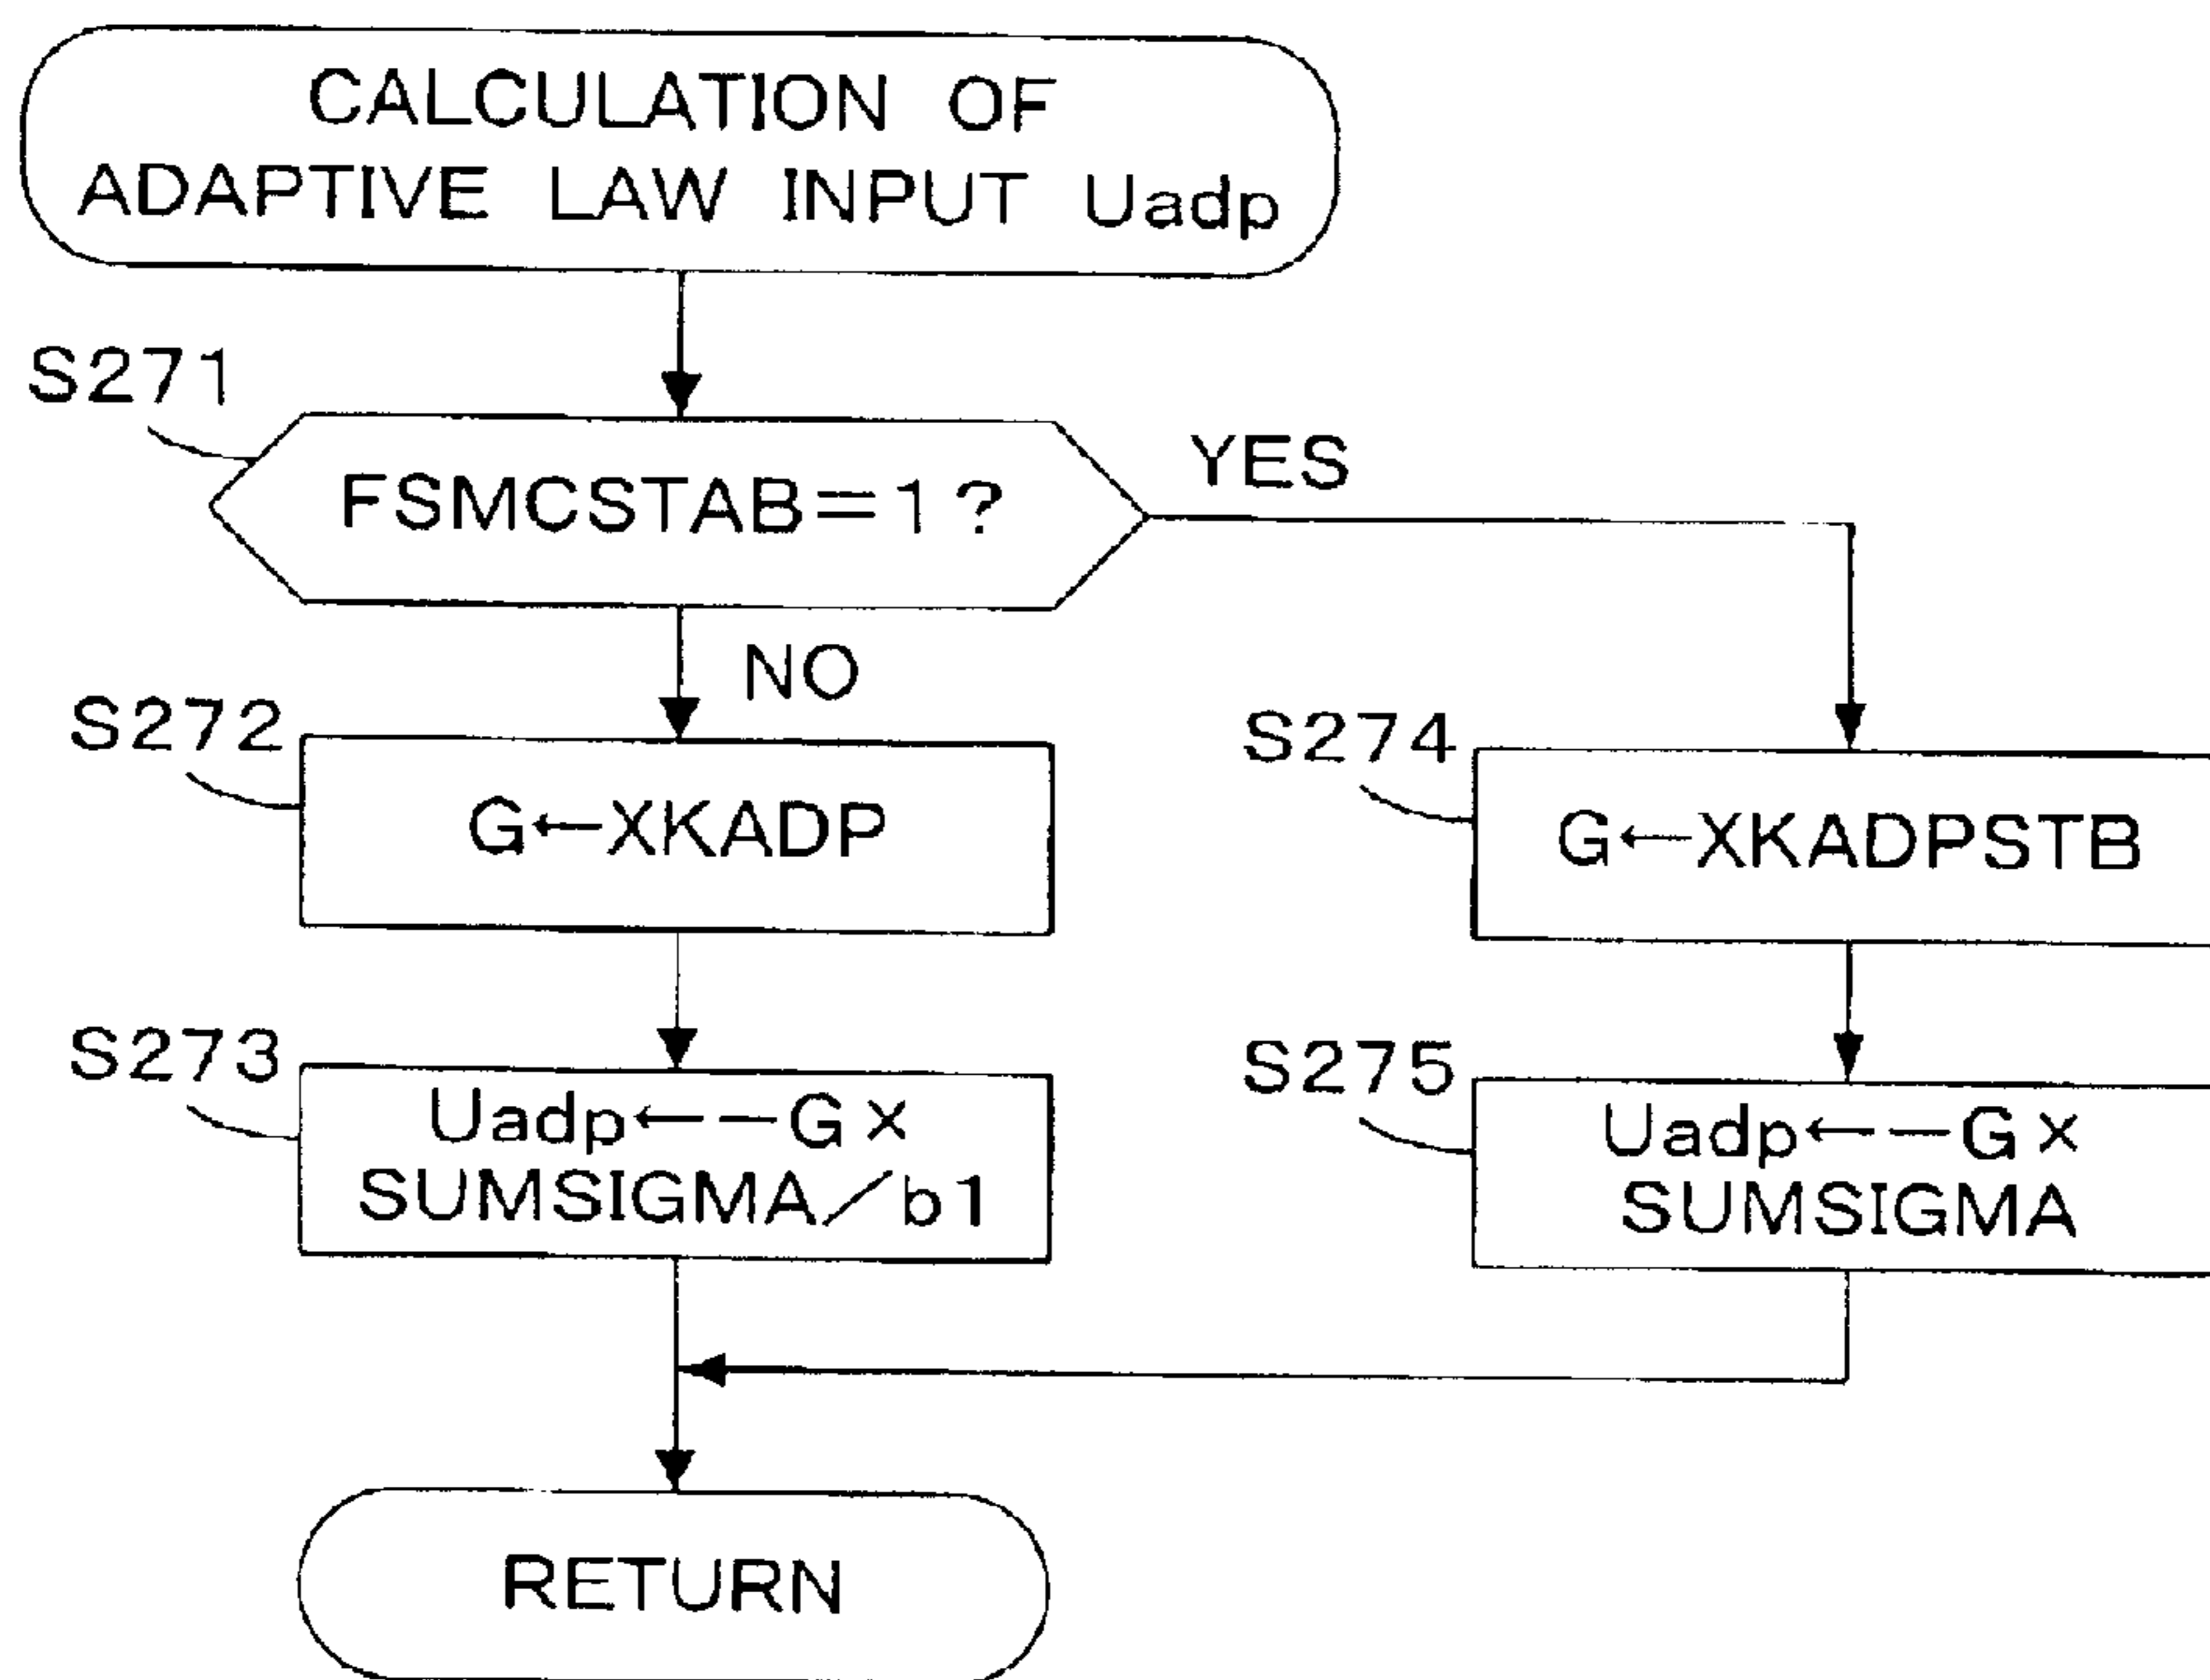 CALCULATION OF
ADAPTIVE LAW INPUT Uadp
S271
FSMCSTAB=1?
YES
NO
S272
G←XKADP
S274
G←XKADPSTB
S273
Uadp←−G×
SUMSIGMA/b1
S275
Uadp←−G×
SUMSIGMA
RETURN